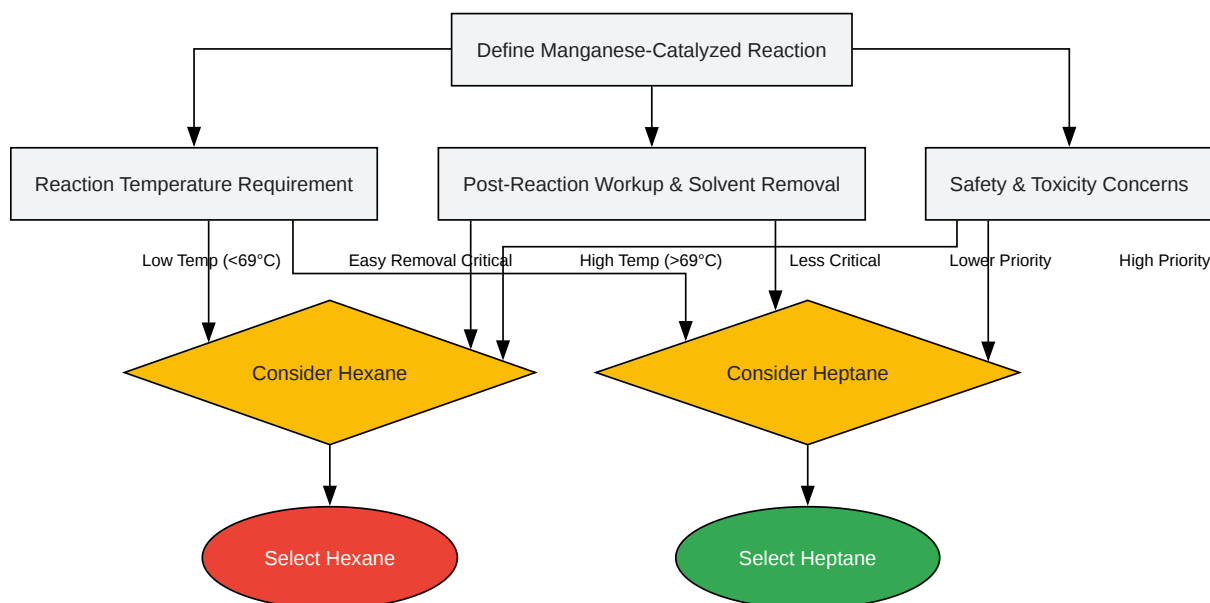 Define Manganese-Catalyzed Reaction
Reaction Temperature Requirement
Post-Reaction Workup & Solvent Removal
Safety & Toxicity Concerns
Low Temp (<69°C)
Easy Removal Critical
High Temp (>69°C)
Less Critical
Lower Priority
High Priority
Consider Hexane
Consider Heptane
Select Hexane
Select Heptane